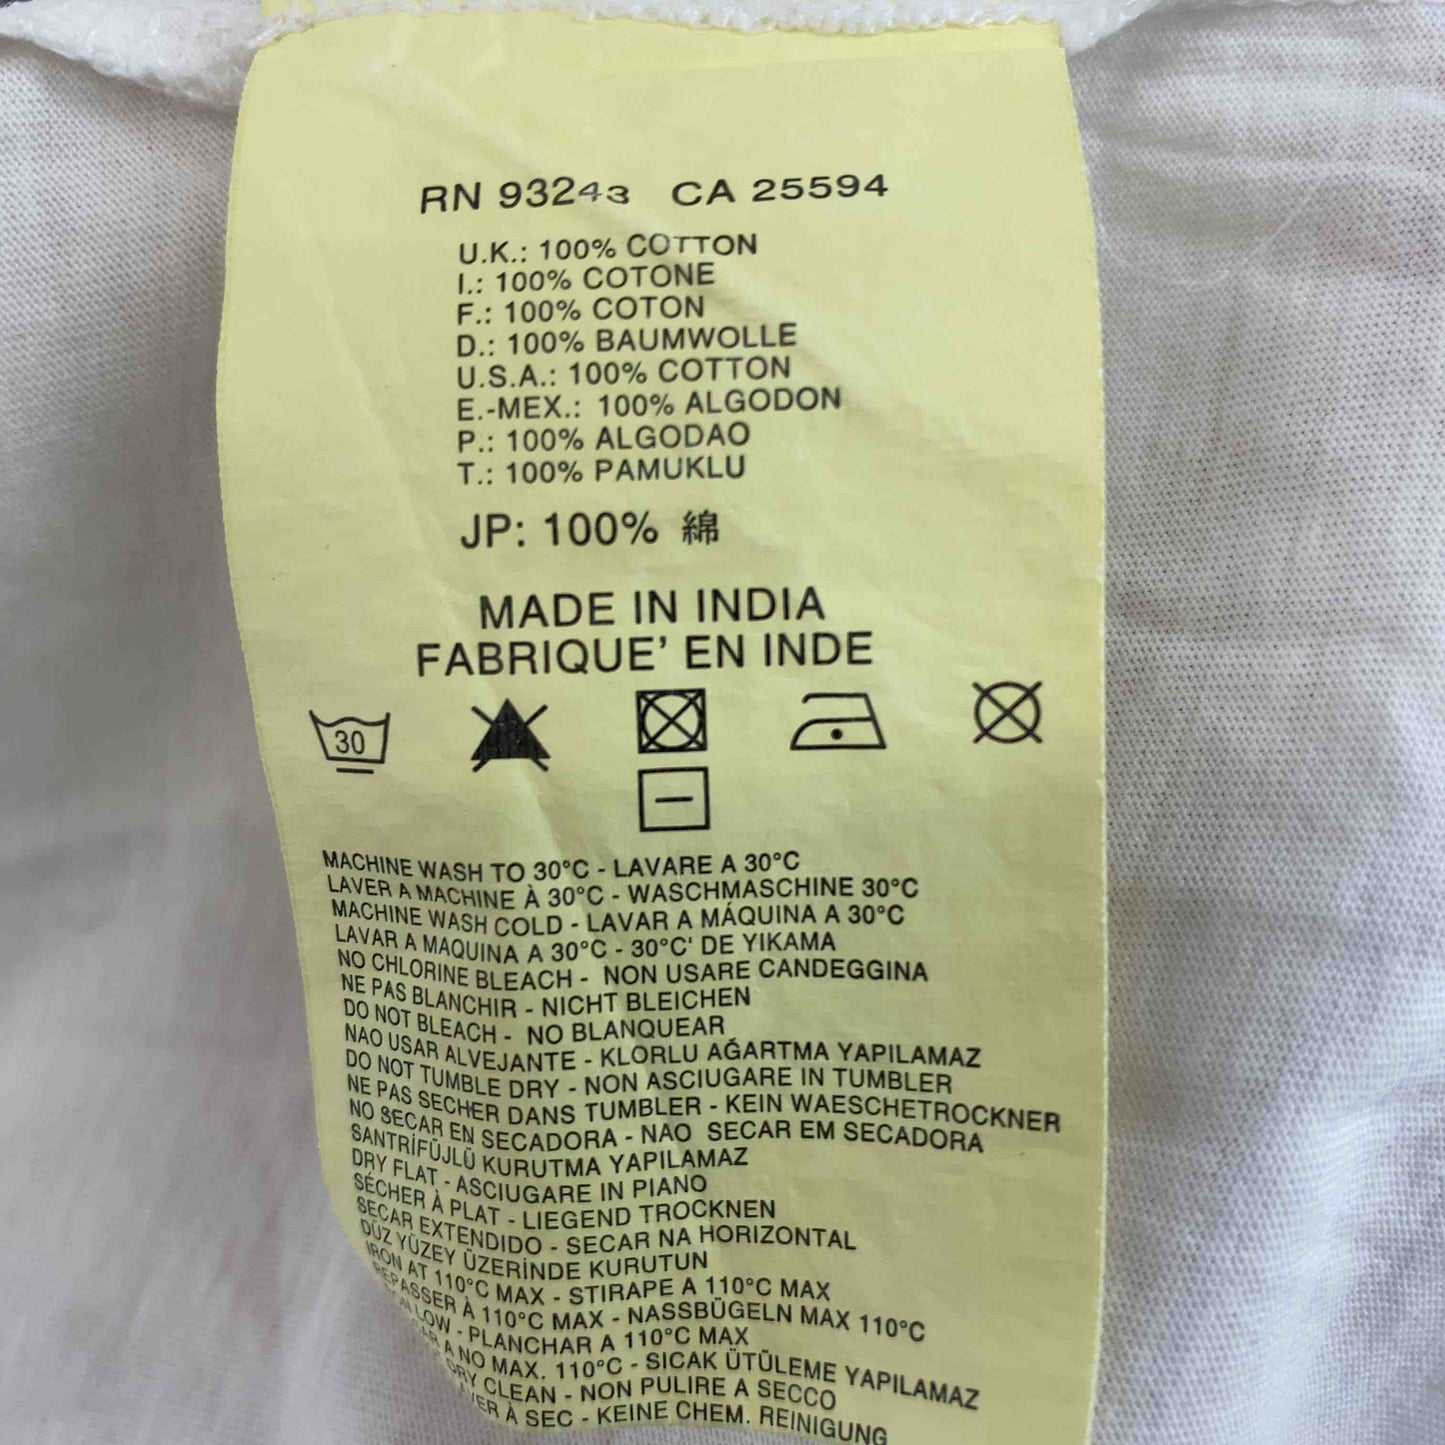 RN 93243 CA 25594
U.K.: 100% COTTON
I.: 100% COTONE
F.: 100% COTON
D.: 100% BAUMWOLLE
U.S.A.: 100% COTTON
E.-MEX.: 100% ALGODON
P.: 100% ALGODAO
T.: 100% PAMUKLU
JP: 100% 綿
MADE IN INDIA
FABRIQUE' EN INDE
30
MACHINE WASH TO 30°C - LAVARE A 30°C
LAVER A MACHINE À 30°C - WASCHMASCHINE 30°C
MACHINE WASH COLD - LAVAR A MÁQUINA A 30°C
LAVAR A MAQUINA A 30°C - 30°C' DE YIKAMA
NO CHLORINE BLEACH - NON USARE CANDEGGINA
NE PAS BLANCHIR - NICHT BLEICHEN
DO NOT BLEACH - NO BLANQUEAR
NAO USAR ALVEJANTE - KLORLU AĞARTMA YAPILAMAZ
DO NOT TUMBLE DRY - NON ASCIUGARE IN TUMBLER
NE PAS SECHER DANS TUMBLER - KEIN WAESCHETROCKNER
NO SECAR EN SECADORA - NAO SECAR EM SECADORA
SANTRİFÜJLÜ KURUTMA YAPILAMAZ
DRY FLAT - ASCIUGARE IN PIANO
SÉCHER À PLAT - LIEGEND TROCKNEN
SECAR EXTENDIDO - SECAR NA HORIZONTAL
DÜZ YÜZEY ÜZERİNDE KURUTUN
IRON AT 110°C MAX - STIRAPE A 110°C MAX
REPASSER À 110°C MAX - NASSBÜGELN MAX 110°C
LOW - PLANCHAR A 110°C MAX
A NO MAX. 110°C - SICAK ÜTÜLEME YAPILAMAZ
DRY CLEAN - NON PULIRE A SECCO
À SEC - KEINE CHEM. REINIGUNG